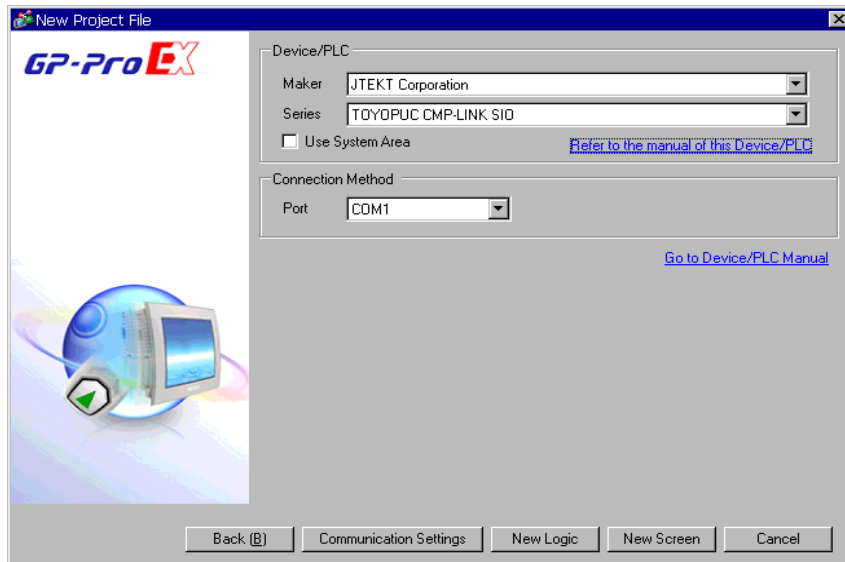 New Project File
GP-Pro EX
Device/PLC
Maker JTEKT Corporation
Series TOYOPUC CMP-LINK SIO
Use System Area Refer to the manual of this Device/PLC
Connection Method
Port COM1
Go to Device/PLC Manual
Back (B) Communication Settings New Logic New Screen Cancel